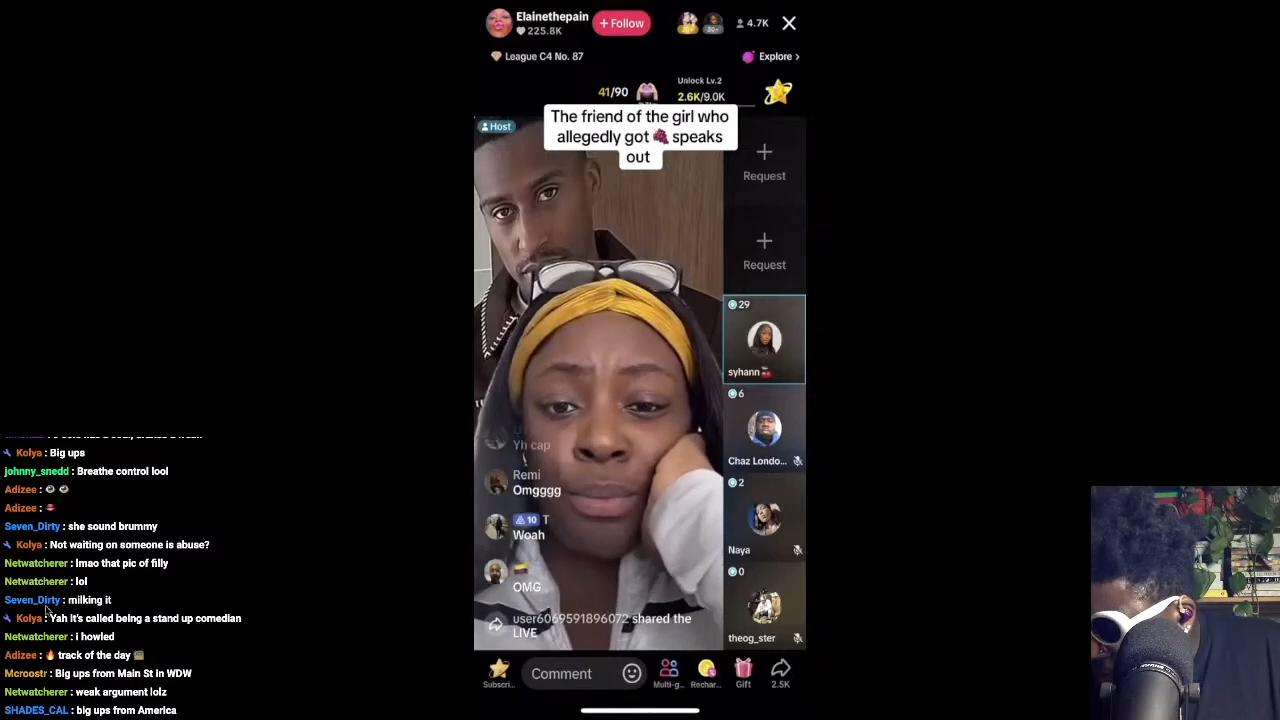 Elainethepain
225.8K
+ Follow
30+
4.7K
League C4 No. 87
Explore >
41/90
Unlock Lv.2
2.6K/9.0K
The friend of the girl who
allegedly got 🍇 speaks
out
Host
Request
Request
29
syhann🍒
6
Chaz Londo...
2
Naya
0
theog_ster
Yh cap
Remi
Omgggg
10 T
Woah
OMG
user6069591896072 shared the
LIVE
Subscri...
Comment
Multi-g...
Rechar...
Gift
2.5K
Kolya : Big ups
johnny_snedd : Breathe control lool
Adizee : 👁️ 👁️
Adizee : 👄
Seven_Dirty : she sound brummy
Kolya : Not waiting on someone is abuse?
Netwatcherer : lmao that pic of filly
Netwatcherer : lol
Seven_Dirty : milking it
Kolya : Yah It's called being a stand up comedian
Netwatcherer : i howled
Adizee : 🔥 track of the day
Mcroostr : Big ups from Main St in WDW
Netwatcherer : weak argument lolz
SHADES_CAL : big ups from America